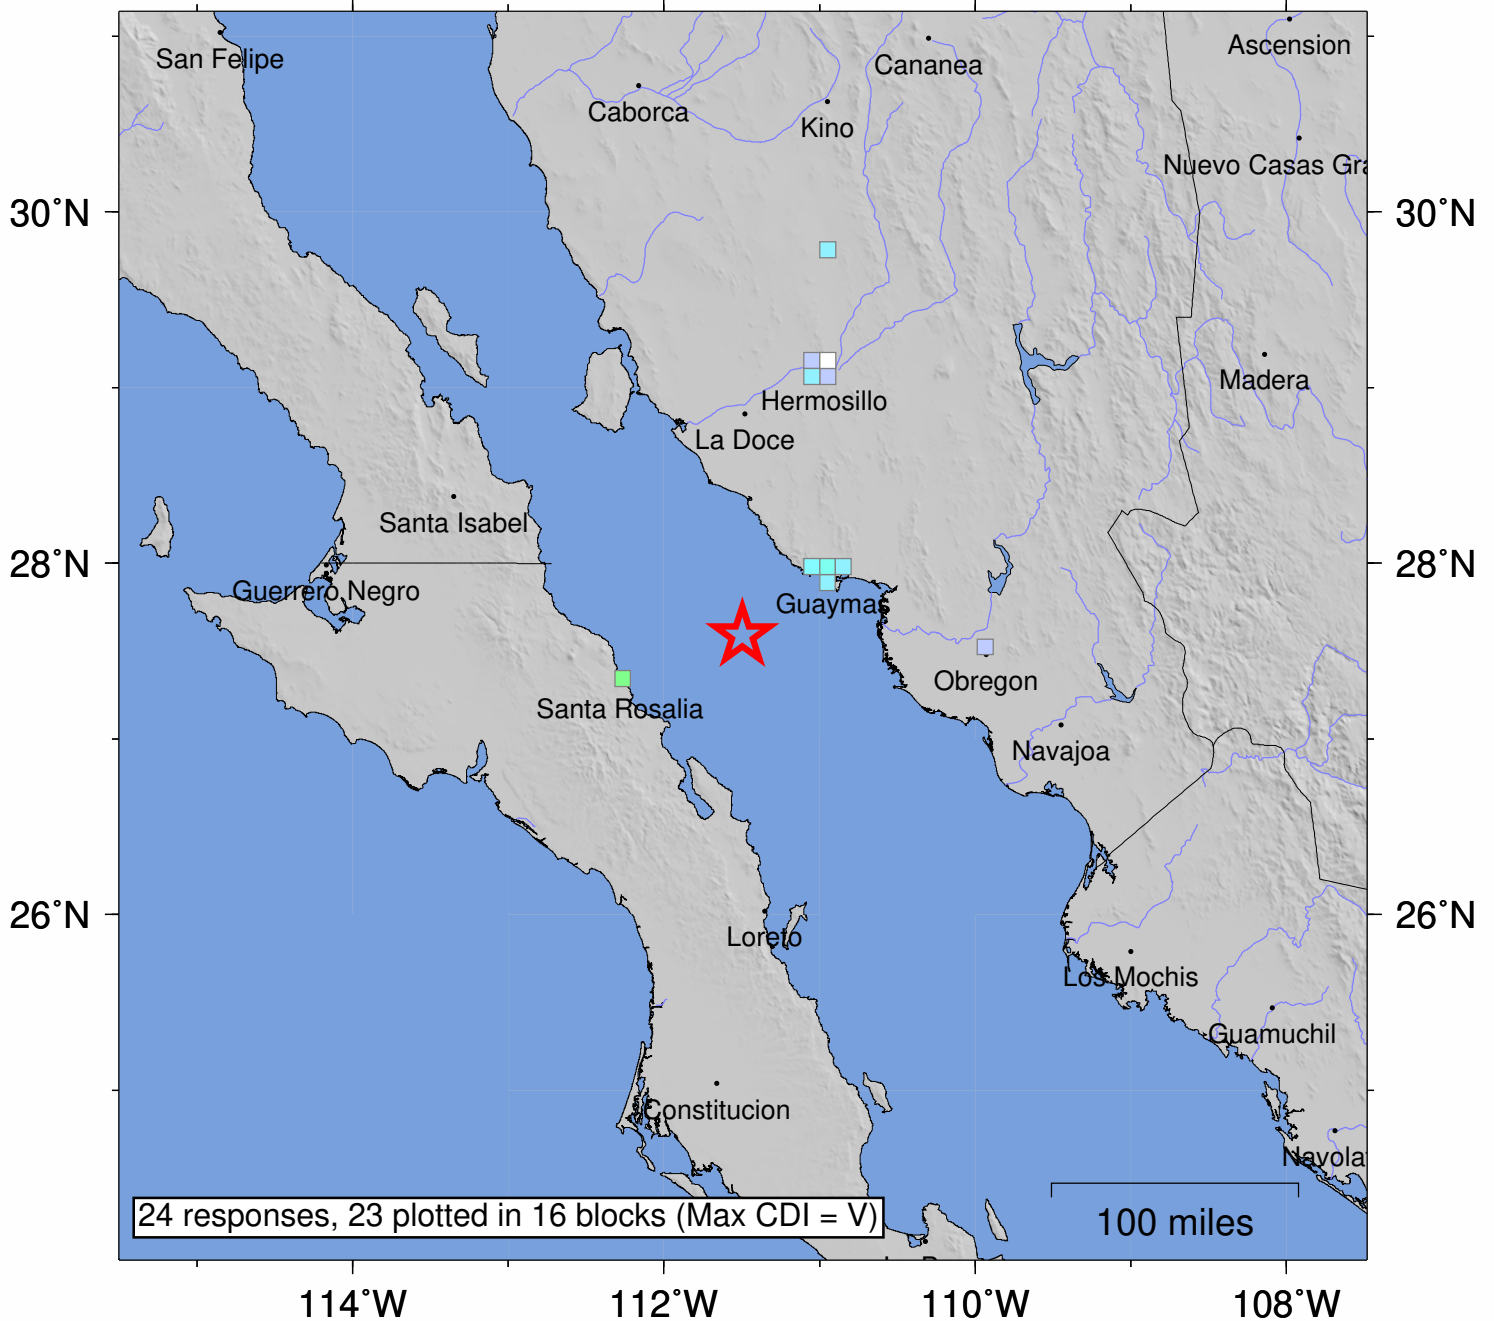 San Felipe
Ascension
Cananea
Caborca
Kino
Nuevo Casas Gra
30°N
30°N
Madera
Hermosillo
La Doce
Santa Isabel
28°N
28°N
Guerrero Negro
Guaymas
Obregon
Santa Rosalia
Navajoa
26°N
26°N
Loreto
Los Mochis
Guamuchil
Constitucion
Navola
24 responses, 23 plotted in 16 blocks (Max CDI = V)
100 miles
114°W
112°W
110°W
108°W